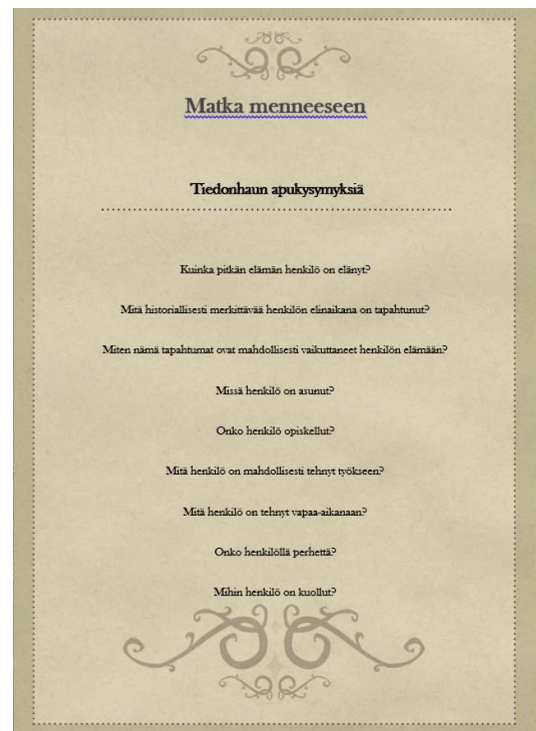 Matka menneeseen
Tiedonhaun apukysymyksiä
Kuinka pitkän elämän henkilö on elänyt?
Mitä historiallisesti merkittävää henkilön elinaikana on tapahtunut?
Miten nämä tapahtumat ovat mahdollisesti vaikuttaneet henkilön elämään?
Missä henkilö on asunut?
Onko henkilö opiskellut?
Mitä henkilö on mahdollisesti tehnyt työkseen?
Mitä henkilö on tehnyt vapaa-aikanaan?
Onko henkilöllä perhettä?
Mihin henkilö on kuollut?